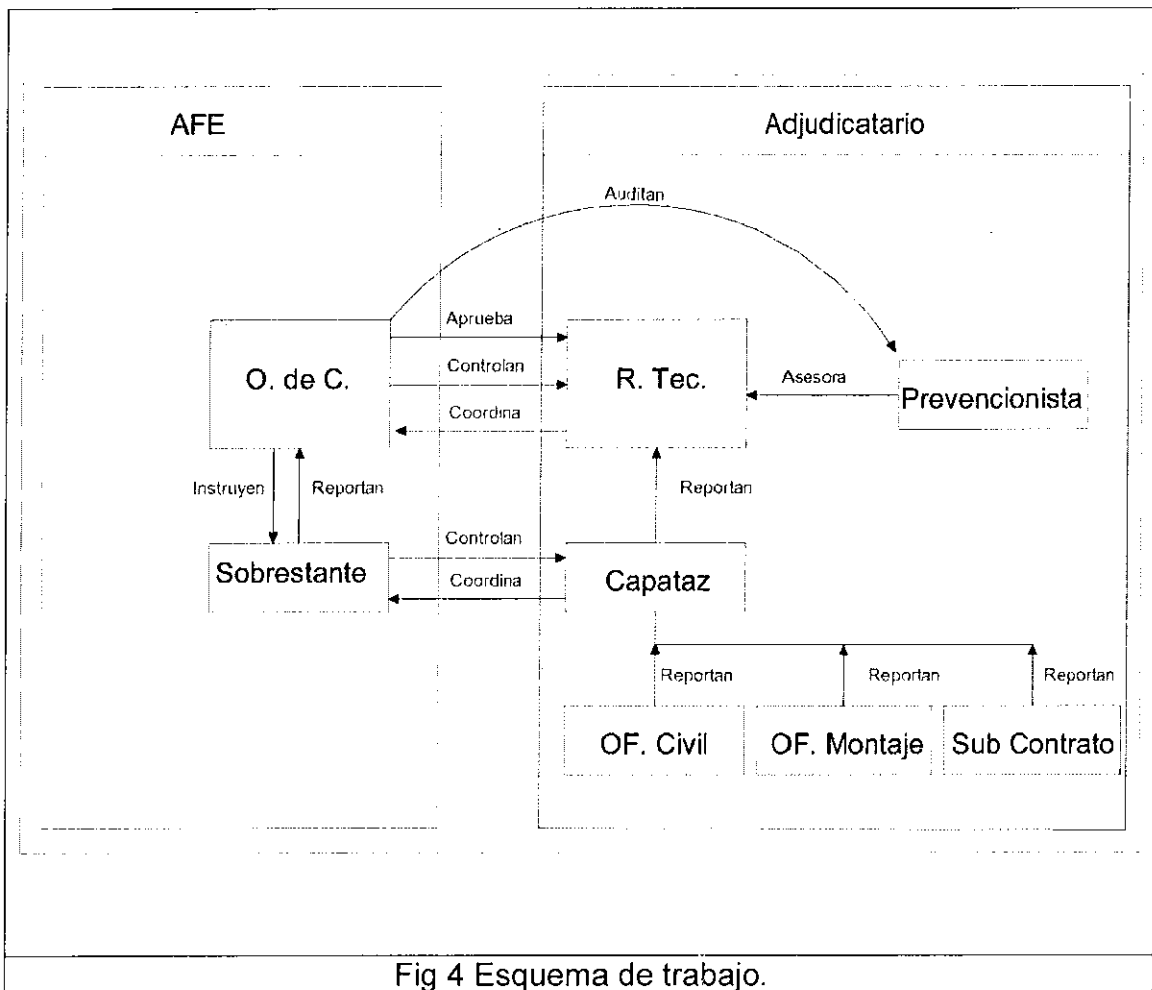 AFE
Adjudicatario
Auditan
O. de C.
Aprueba
Controlan
Coordina
R. Tec.
Asesora
Prevencionista
Instruyen
Reportan
Reportan
Sobrestante
Controlan
Coordina
Capataz
Reportan
Reportan
Reportan
OF. Civil
OF. Montaje
Sub Contrato
Fig 4 Esquema de trabajo.